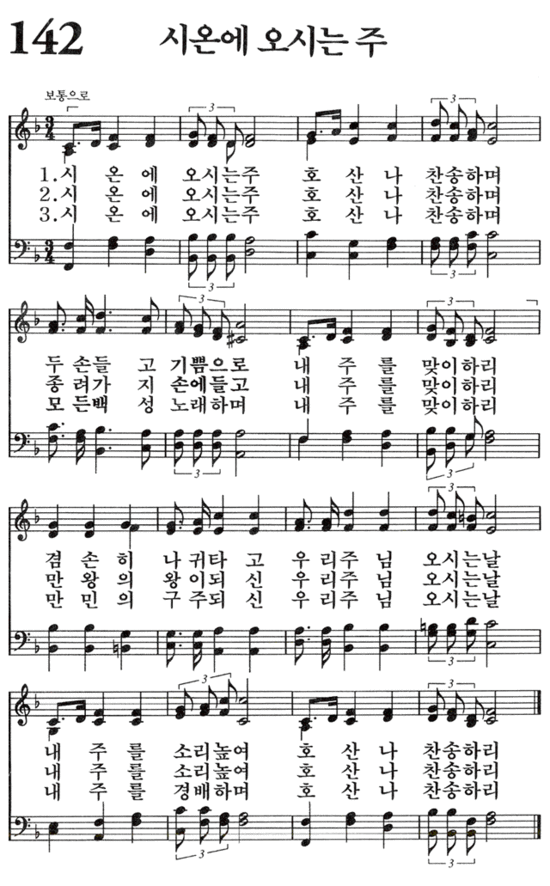 142 시온에 오시는 주
보통으로
1.시 온 에 오시는주 호 산 나 찬송하며
2.시 온 에 오시는주 호 산 나 찬송하며
3.시 온 에 오시는주 호 산 나 찬송하며
두 손들 고 기쁨으로 내 주 를 맞이하리
종 려가 지 손에들고 내 주 를 맞이하리
모 든백 성 노래하며 내 주 를 맞이하리
겸 손 히 나 귀타 고 우 리주 님 오시는날
만 왕 의 왕 이되 신 우 리주 님 오시는날
만 민 의 구 주되 신 우 리주 님 오시는날
내 주 를 소리높여 호 산 나 찬송하리
내 주 를 소리높여 호 산 나 찬송하리
내 주 를 경배하며 호 산 나 찬송하리